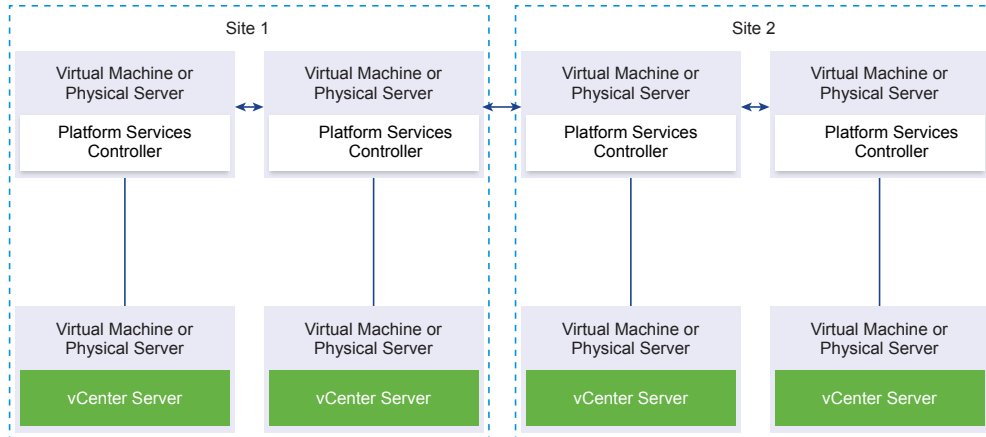 Site 1
Virtual Machine or
Physical Server
Platform Services
Controller
Virtual Machine or
Physical Server
Platform Services
Controller
Virtual Machine or
Physical Server
vCenter Server
Virtual Machine or
Physical Server
vCenter Server
Site 2
Virtual Machine or
Physical Server
Platform Services
Controller
Virtual Machine or
Physical Server
Platform Services
Controller
Virtual Machine or
Physical Server
vCenter Server
Virtual Machine or
Physical Server
vCenter Server